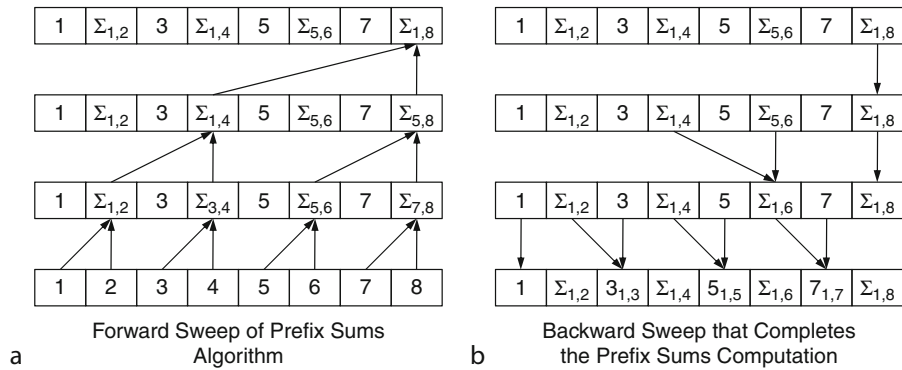 1 Σ1,2 3 Σ1,4 5 Σ5,6 7 Σ1,8
1 Σ1,2 3 Σ1,4 5 Σ5,6 7 Σ5,8
1 Σ1,2 3 Σ3,4 5 Σ5,6 7 Σ7,8
1 2 3 4 5 6 7 8
Forward Sweep of Prefix Sums
a Algorithm
1 Σ1,2 3 Σ1,4 5 Σ5,6 7 Σ1,8
1 Σ1,2 3 Σ1,4 5 Σ5,6 7 Σ1,8
1 Σ1,2 3 Σ1,4 5 Σ1,6 7 Σ1,8
1 Σ1,2 31,3 Σ1,4 51,5 Σ1,6 71,7 Σ1,8
Backward Sweep that Completes
b the Prefix Sums Computation